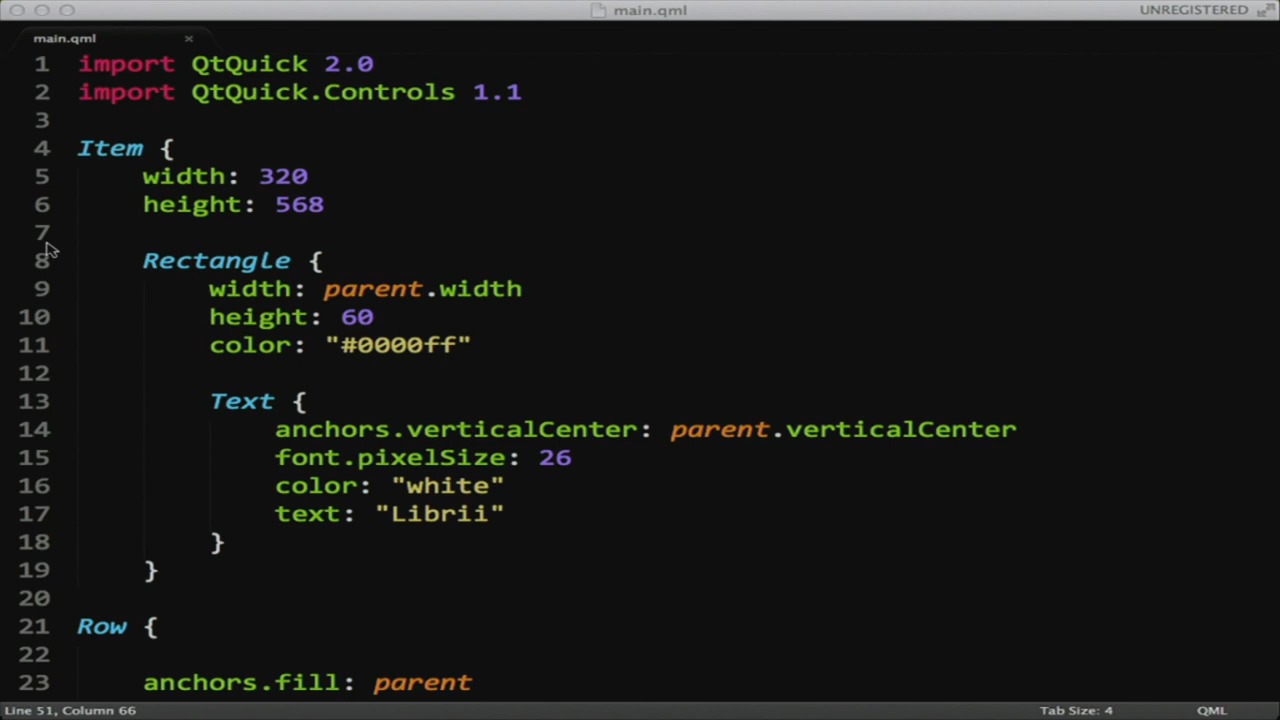 main.qml
UNREGISTERED
main.qml ×
1 import QtQuick 2.0
2 import QtQuick.Controls 1.1
3
4 Item {
5 width: 320
6 height: 568
7
8 Rectangle {
9 width: parent.width
10 height: 60
11 color: "#0000ff"
12
13 Text {
14 anchors.verticalCenter: parent.verticalCenter
15 font.pixelSize: 26
16 color: "white"
17 text: "Librii"
18 }
19 }
20
21 Row {
22
23 anchors.fill: parent
Line 51, Column 66
Tab Size: 4
QML